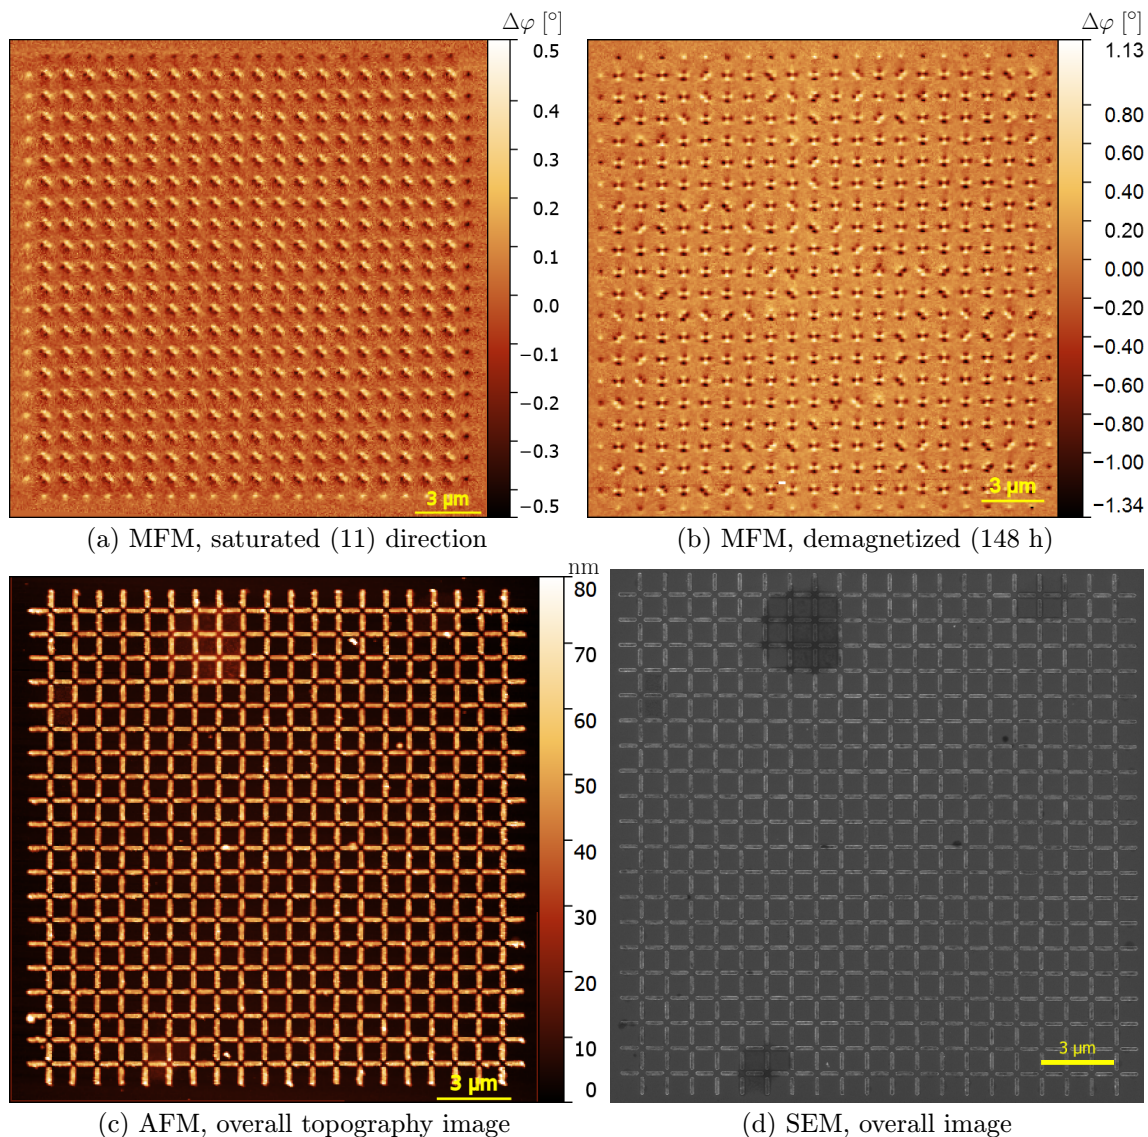 Δφ [°]
0.5
0.4
0.3
0.2
0.1
0.0
−0.1
−0.2
−0.3
−0.5
3 μm
(a) MFM, saturated (11) direction
Δφ [°]
1.13
0.80
0.60
0.40
0.20
0.00
−0.20
−0.40
−0.60
−0.80
−1.00
−1.34
3 μm
(b) MFM, demagnetized (148 h)
nm
80
70
60
50
40
30
20
10
0
3 μm
(c) AFM, overall topography image
3 μm
(d) SEM, overall image